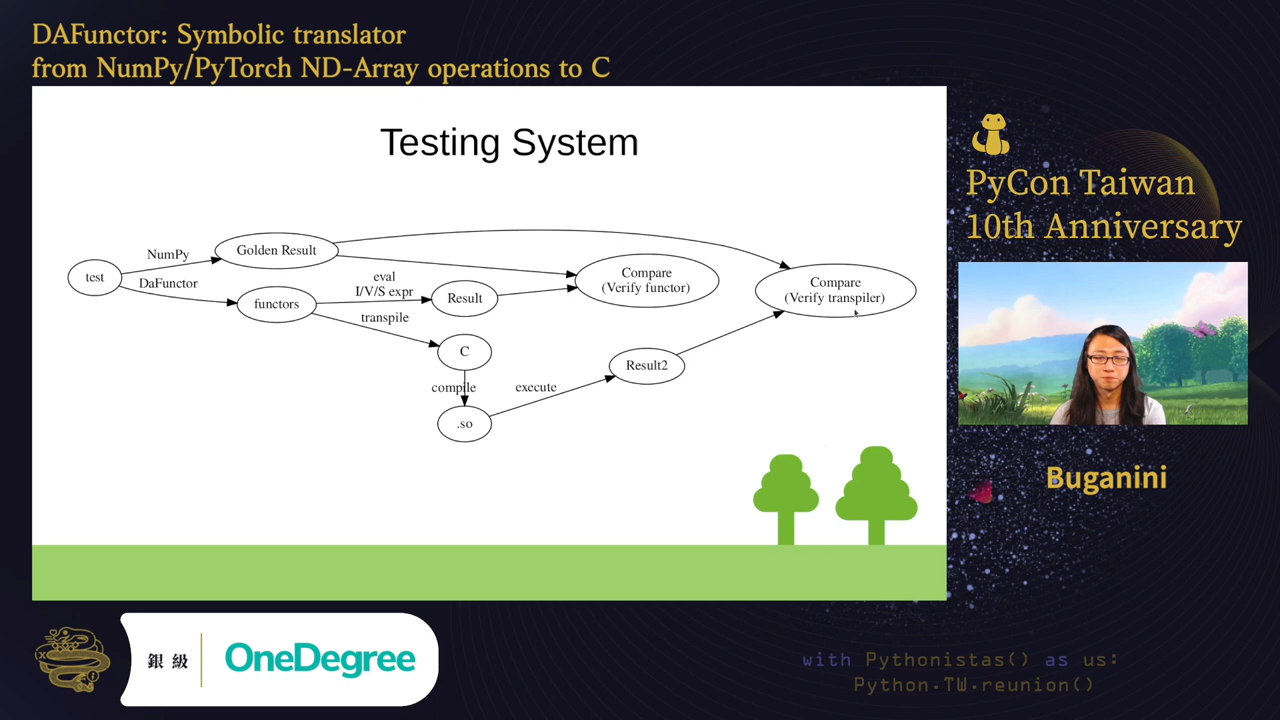 DAFunctor: Symbolic translator
from NumPy/PyTorch ND-Array operations to C
Testing System
test
NumPy
DaFunctor
Golden Result
functors
eval
I/V/S expr
transpile
Result
C
compile
.so
execute
Result2
Compare
(Verify functor)
Compare
(Verify transpiler)
PyCon Taiwan
10th Anniversary
Buganini
銀級
OneDegree
with Pythonistas() as us:
Python.TW.reunion()